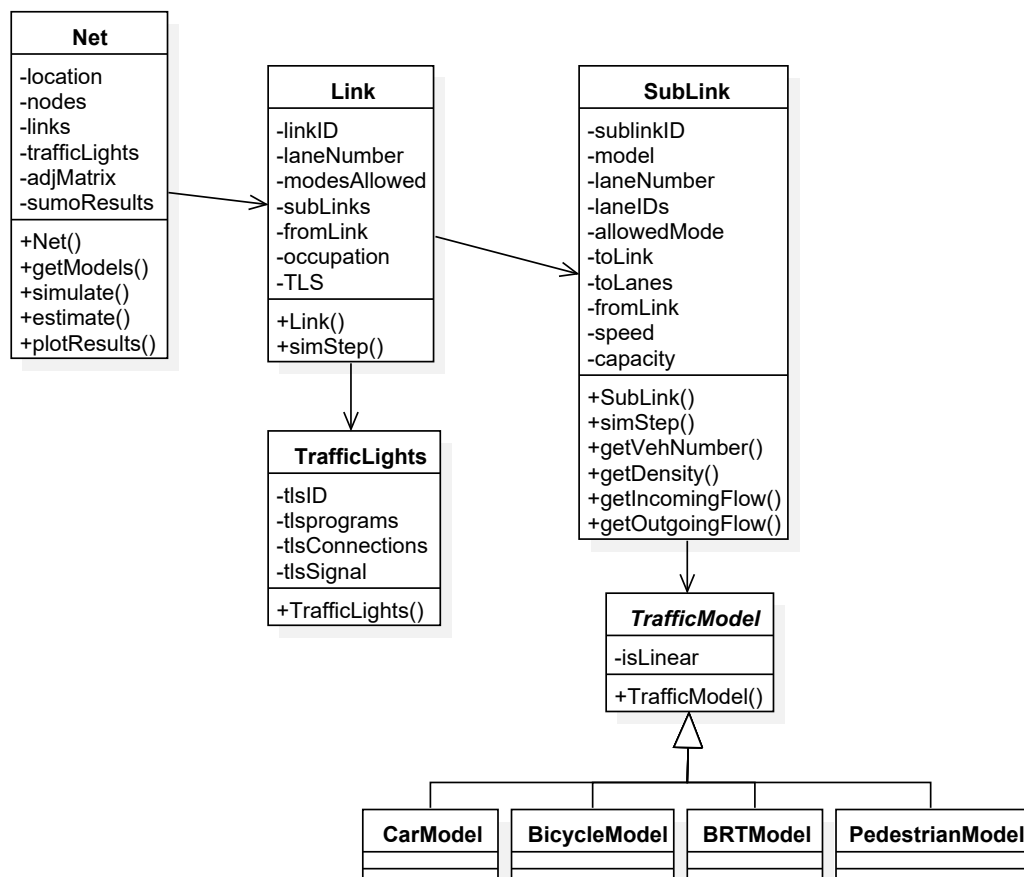 Net
-location
-nodes
-links
-trafficLights
-adjMatrix
-sumoResults
+Net()
+getModels()
+simulate()
+estimate()
+plotResults()
Link
-linkID
-laneNumber
-modesAllowed
-subLinks
-fromLink
-occupation
-TLS
+Link()
+simStep()
SubLink
-sublinkID
-model
-laneNumber
-laneIDs
-allowedMode
-toLink
-toLanes
-fromLink
-speed
-capacity
+SubLink()
+simStep()
+getVehNumber()
+getDensity()
+getIncomingFlow()
+getOutgoingFlow()
TrafficLights
-tlsID
-tlsprograms
-tlsConnections
-tlsSignal
+TrafficLights()
TrafficModel
-isLinear
+TrafficModel()
CarModel
BicycleModel
BRTModel
PedestrianModel